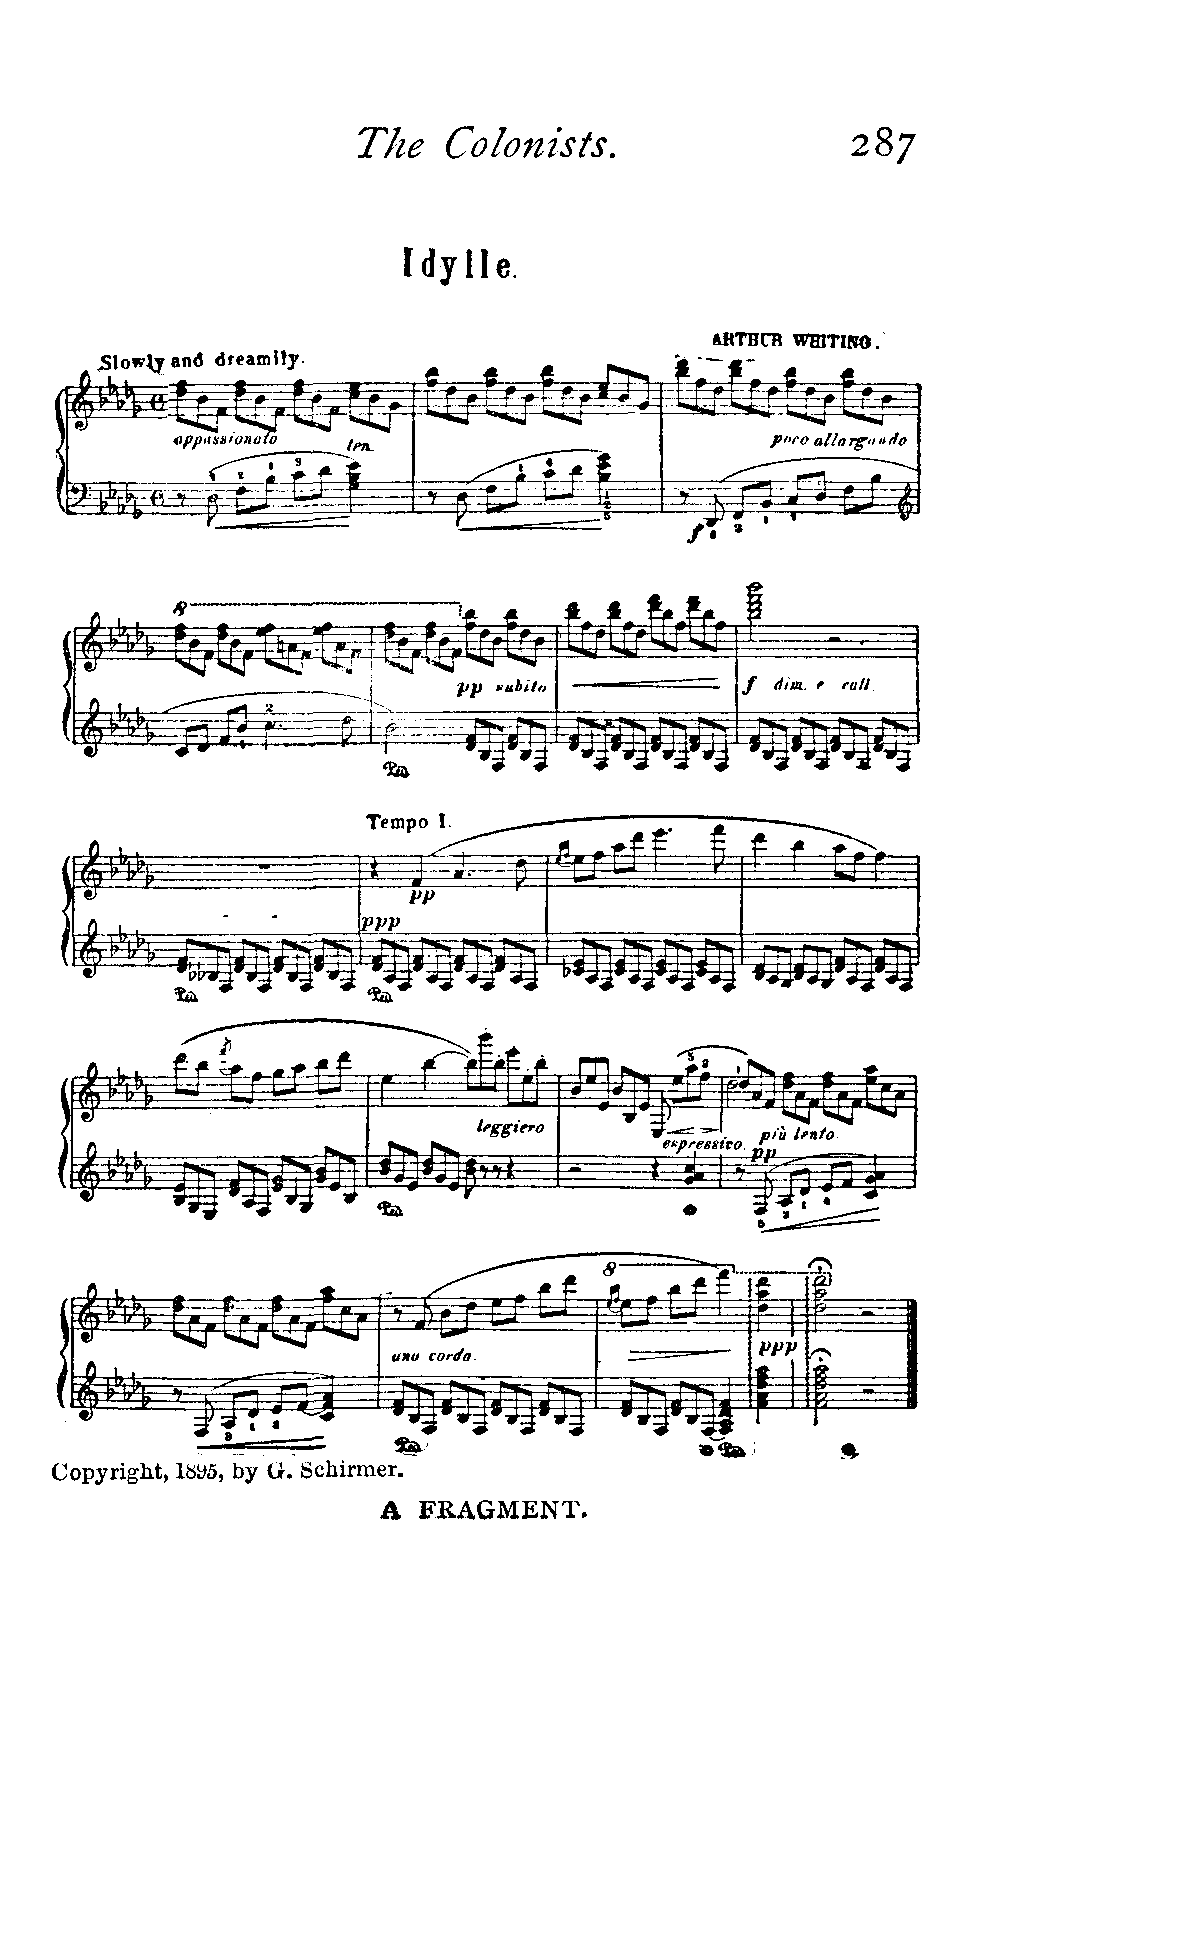 The Colonists. 287
Idylle.
ARTHUR WHITING.
Slowly and dreamily.
appassionato ten. poco allargando
f
8
pp subito f dim. e rall.
Ped
Tempo I.
pp
ppp
Ped Ped
leggiero
espressivo. più lento.
pp
Ped
8
una corda. ppp
Ped Ped
Copyright, 1895, by G. Schirmer.
A FRAGMENT.